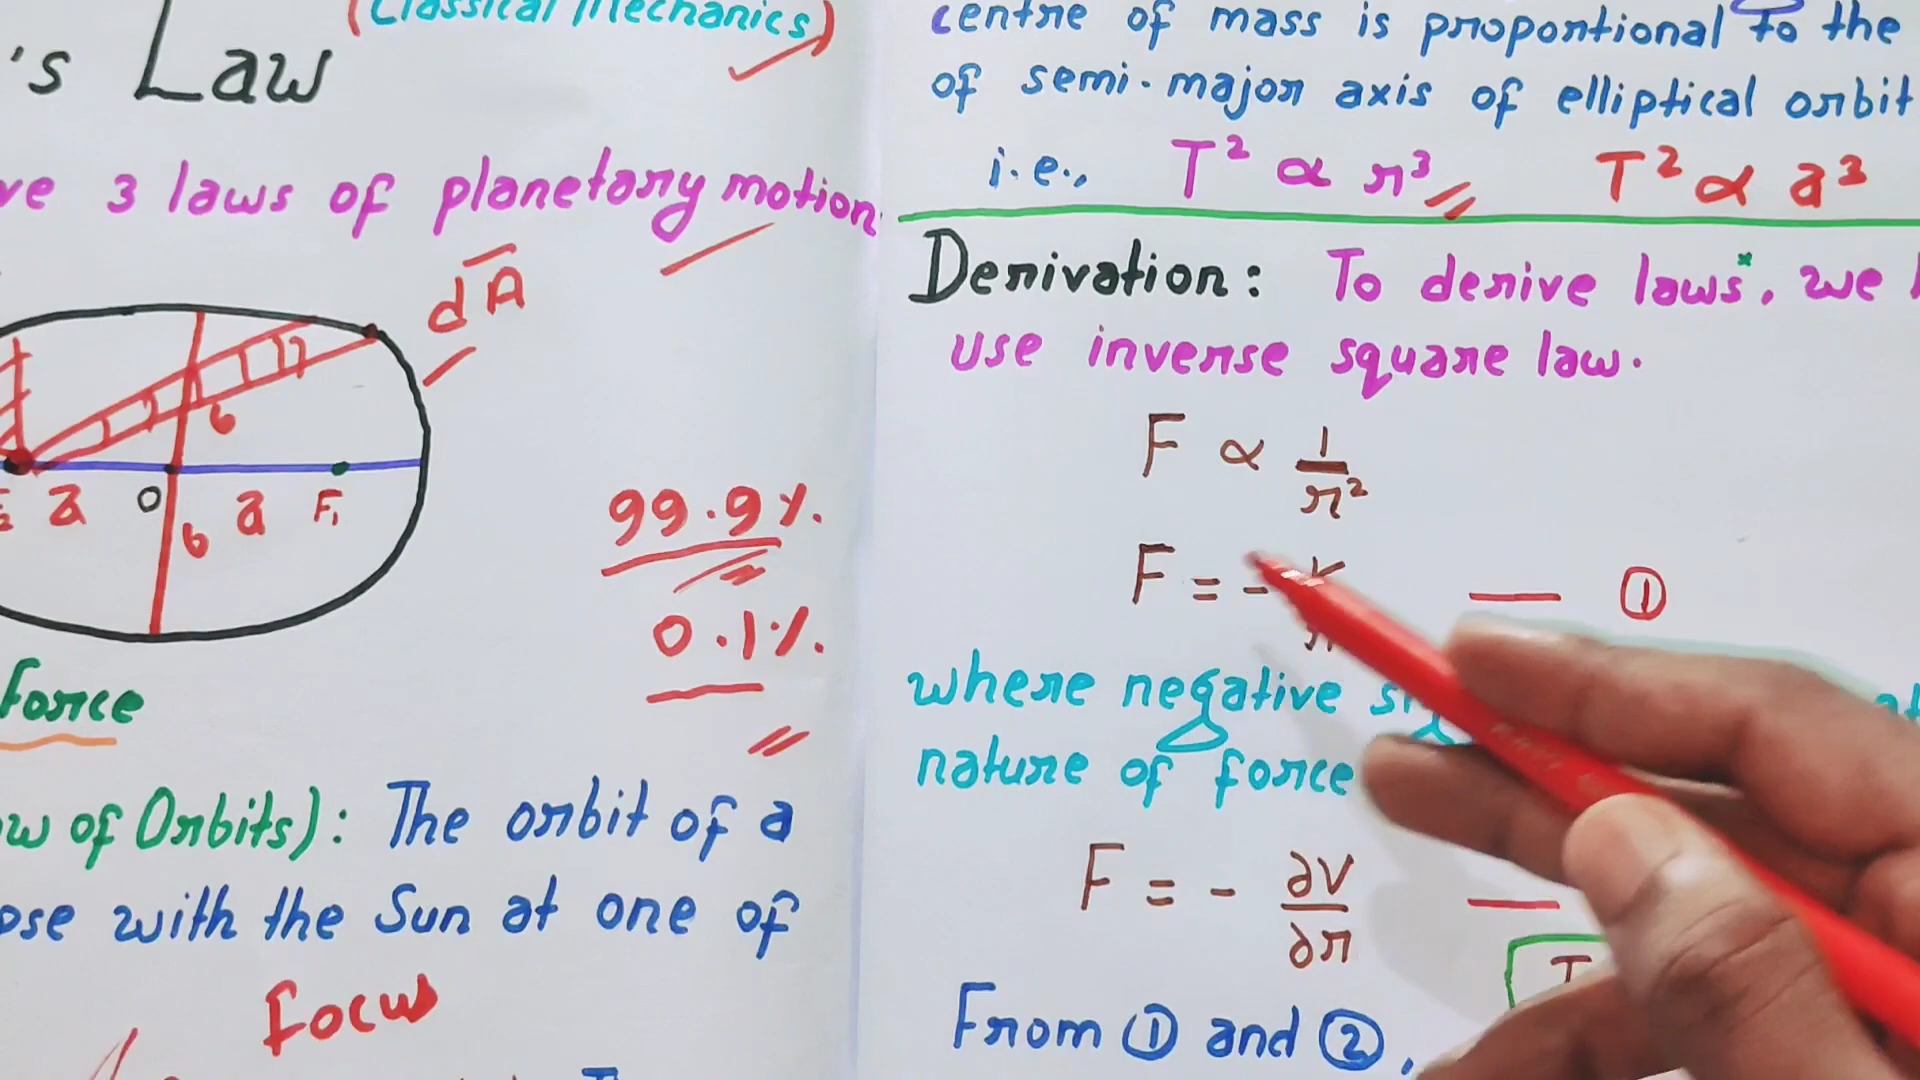 (Classical Mechanics)
's Law
ve 3 laws of planetary motion.
dA
b
a O a F₁
b
99.9%.
0.1%.
Force
w of Orbits): The orbit of a
pse with the Sun at one of
Focus
centre of mass is proportional to the
of semi-major axis of elliptical orbit
i.e., T² ∝ r³ T² ∝ a³
Derivation: To derive laws, we
use inverse square law.
F ∝ 1/r²
F = - ①
where negative
nature of force
F = - ∂V/∂r
From ① and ②,